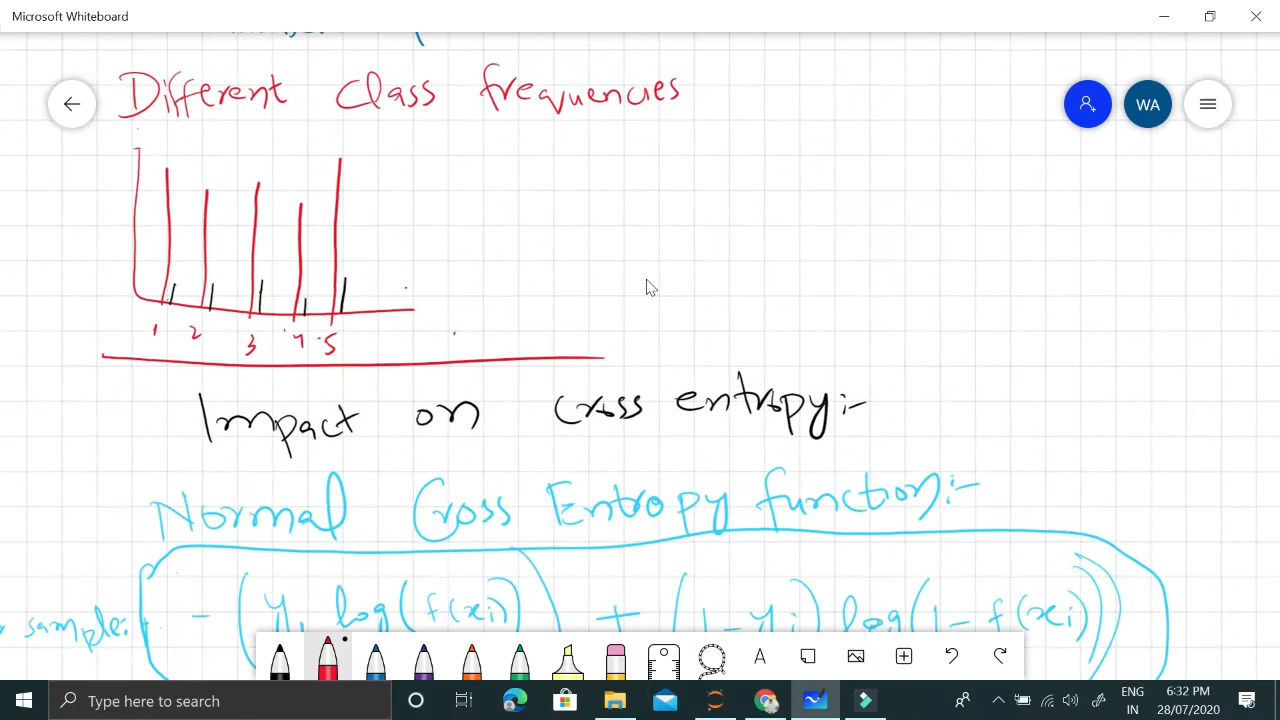 Microsoft Whiteboard
Different Class frequencies
WA
1 2 3 4 5
Impact on Cross entropy:-
Normal Cross Entropy function:-
sample:
- (yi log(f(xi)) + (1-yi) log(1-f(xi)))
A
Type here to search
ENG
IN
6:32 PM
28/07/2020